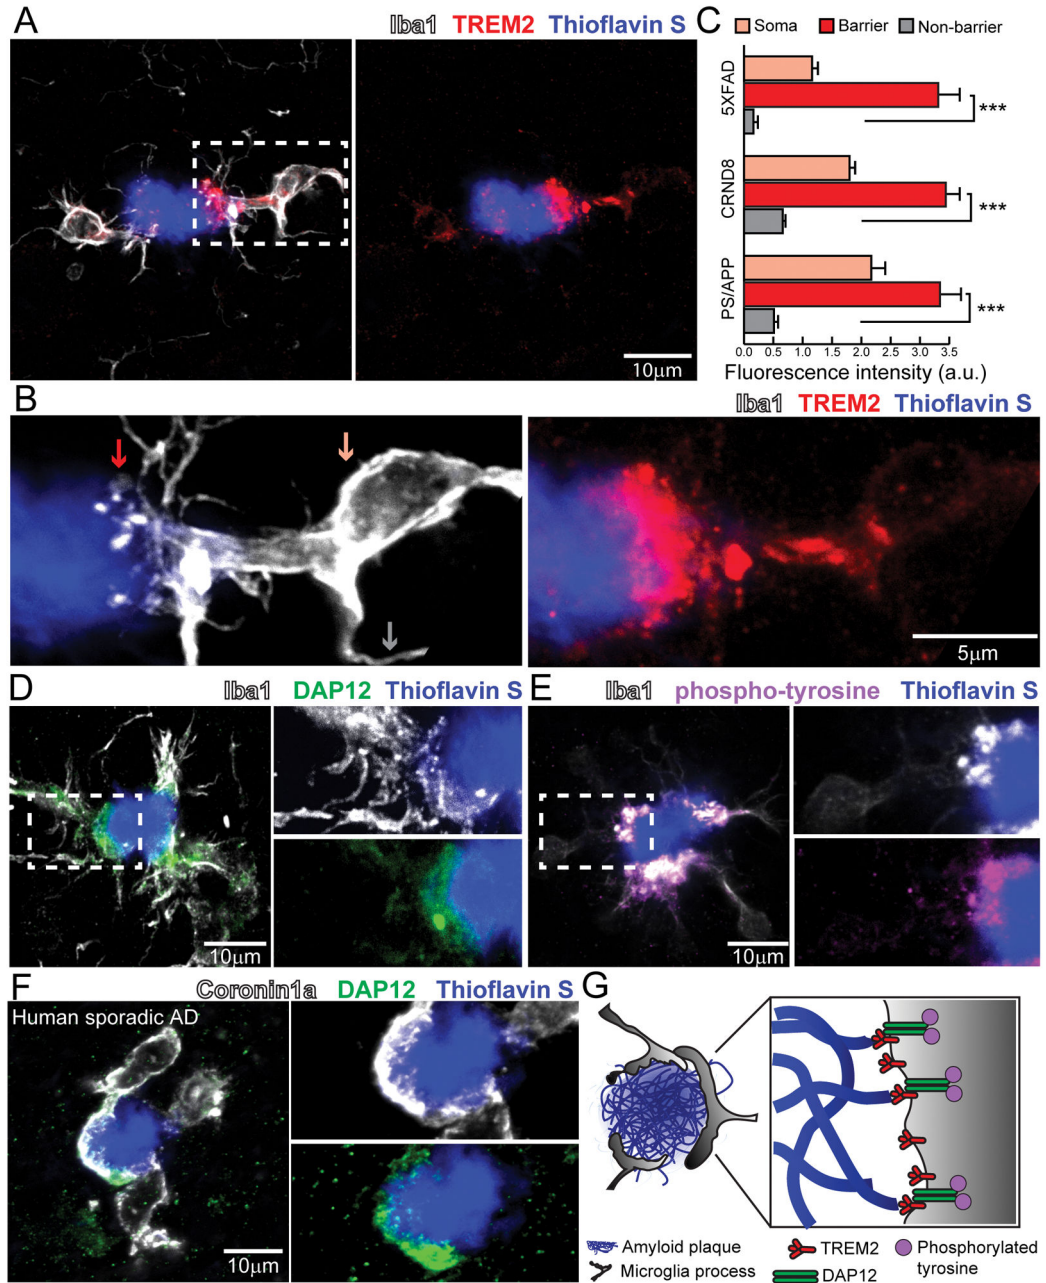 A
Iba1 TREM2 Thioflavin S
10μm
C
Soma Barrier Non-barrier
5XFAD
***
CRND8
***
PS/APP
***
0.0 0.5 1.0 1.5 2.0 2.5 3.0 3.5
Fluorescence intensity (a.u.)
B
Iba1 TREM2 Thioflavin S
5μm
D
Iba1 DAP12 Thioflavin S
10μm
E
Iba1 phospho-tyrosine Thioflavin S
10μm
F
Coronin1a DAP12 Thioflavin S
Human sporadic AD
10μm
G
Amyloid plaque
Microglia process
TREM2
DAP12
Phosphorylated
tyrosine